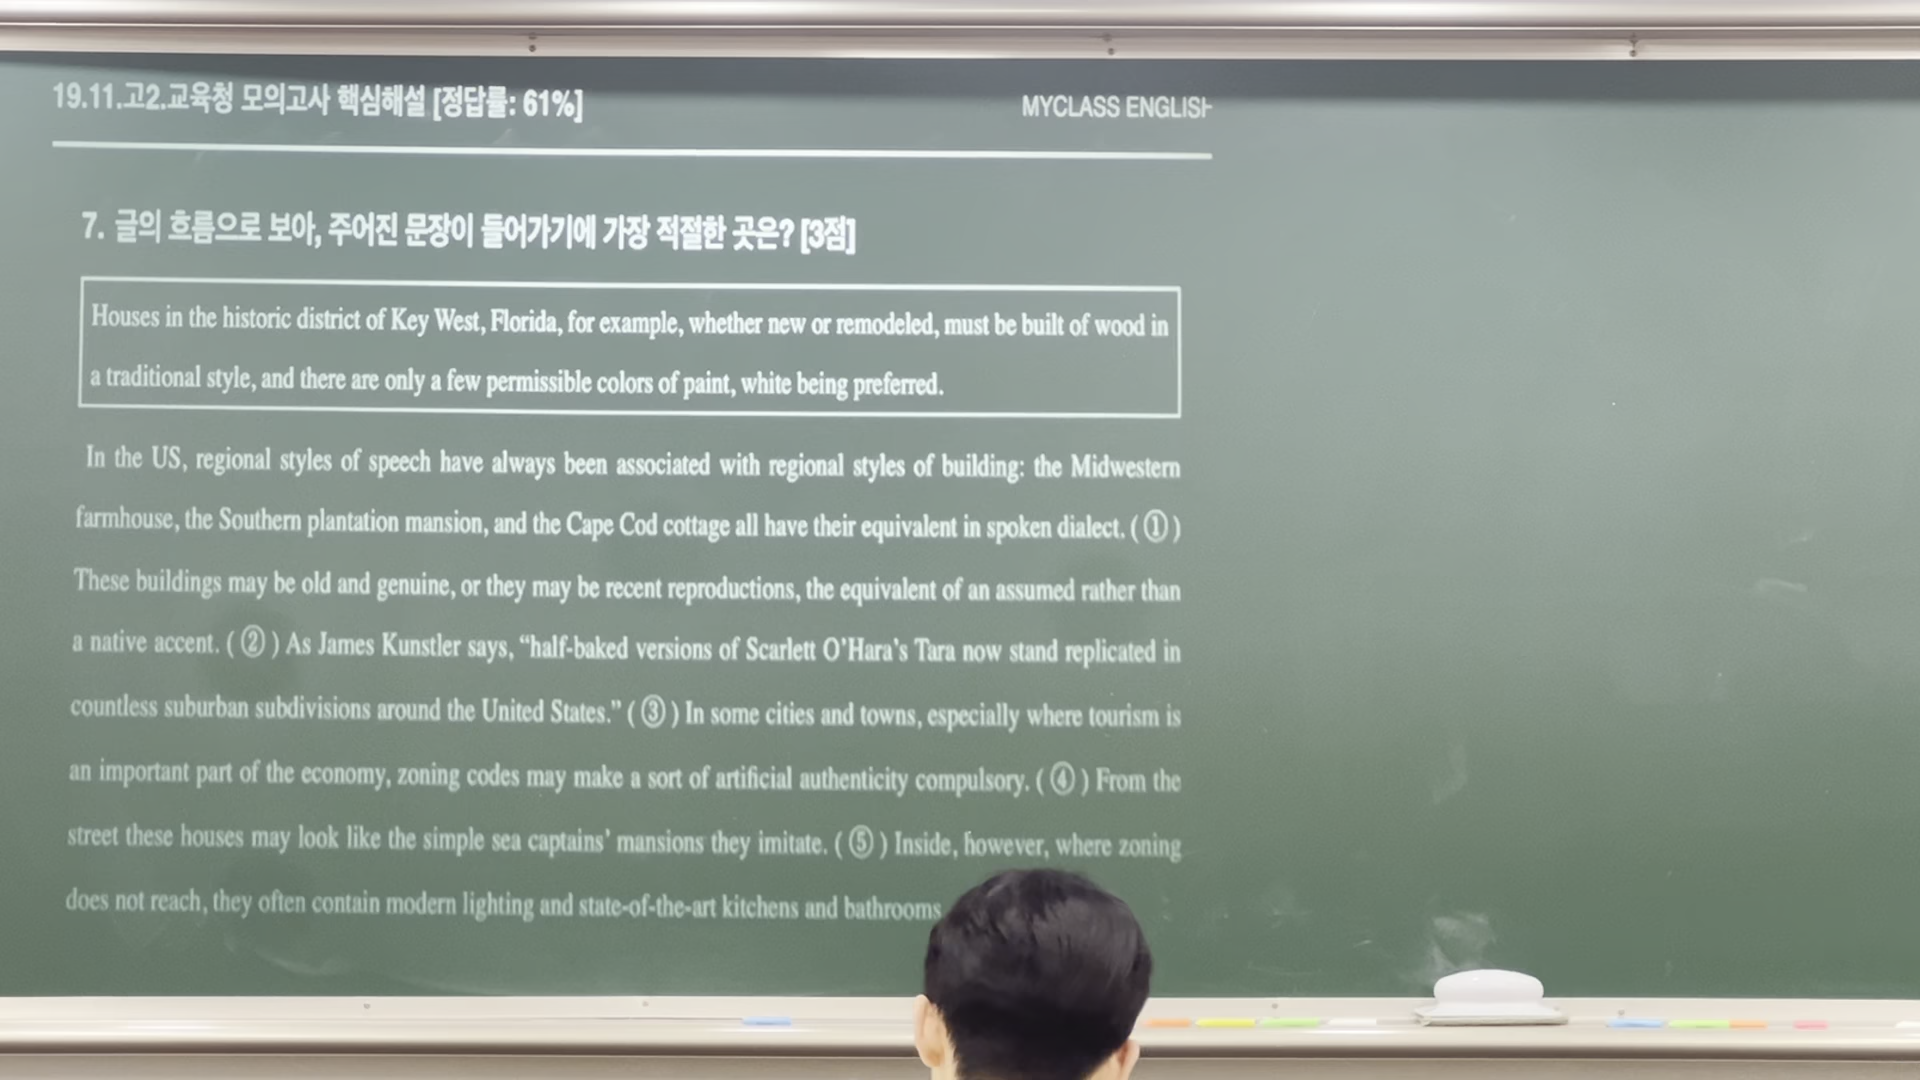 19.11.고2.교육청 모의고사 핵심해설 [정답률: 61%]
MYCLASS ENGLISH
7. 글의 흐름으로 보아, 주어진 문장이 들어가기에 가장 적절한 곳은? [3점]
Houses in the historic district of Key West, Florida, for example, whether new or remodeled, must be built of wood in
a traditional style, and there are only a few permissible colors of paint, white being preferred.
In the US, regional styles of speech have always been associated with regional styles of building: the Midwestern
farmhouse, the Southern plantation mansion, and the Cape Cod cottage all have their equivalent in spoken dialect. ( ① )
These buildings may be old and genuine, or they may be recent reproductions, the equivalent of an assumed rather than
a native accent. ( ② ) As James Kunstler says, “half-baked versions of Scarlett O’Hara’s Tara now stand replicated in
countless suburban subdivisions around the United States.” ( ③ ) In some cities and towns, especially where tourism is
an important part of the economy, zoning codes may make a sort of artificial authenticity compulsory. ( ④ ) From the
street these houses may look like the simple sea captains’ mansions they imitate. ( ⑤ ) Inside, however, where zoning
does not reach, they often contain modern lighting and state-of-the-art kitchens and bathrooms